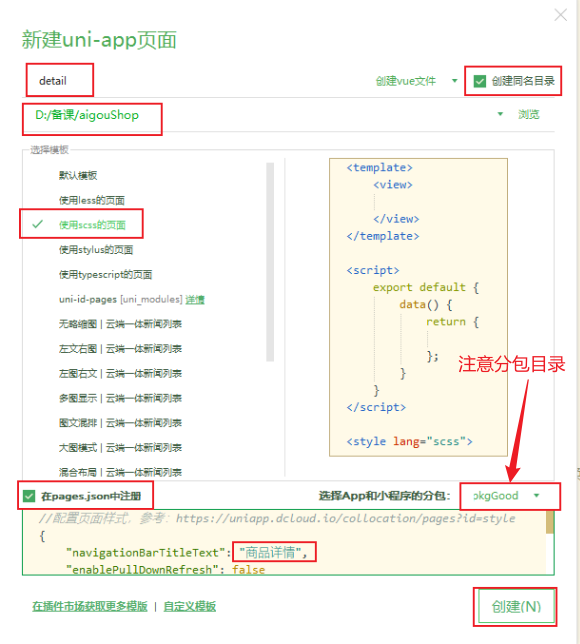 新建uni-app页面
detail
创建vue文件
创建同名目录
D:/备课/aigouShop
浏览
选择模板
默认模板
使用less的页面
使用scss的页面
使用stylus的页面
使用typescript的页面
uni-id-pages [uni_modules] 详情
无略缩图 | 云端一体新闻列表
左文右图 | 云端一体新闻列表
左图右文 | 云端一体新闻列表
多图显示 | 云端一体新闻列表
图文混排 | 云端一体新闻列表
大图模式 | 云端一体新闻列表
混合布局 | 云端一体新闻列表
<template>
<view>
</view>
</template>
<script>
export default {
data() {
return {
};
}
}
</script>
<style lang="scss">
注意分包目录
在pages.json中注册
选择App和小程序的分包:
pkgGood
//配置页面样式，参考：https://uniapp.dcloud.io/collocation/pages?id=style
{
"navigationBarTitleText": "商品详情",
"enablePullDownRefresh": false
在插件市场获取更多模版 | 自定义模板
创建(N)